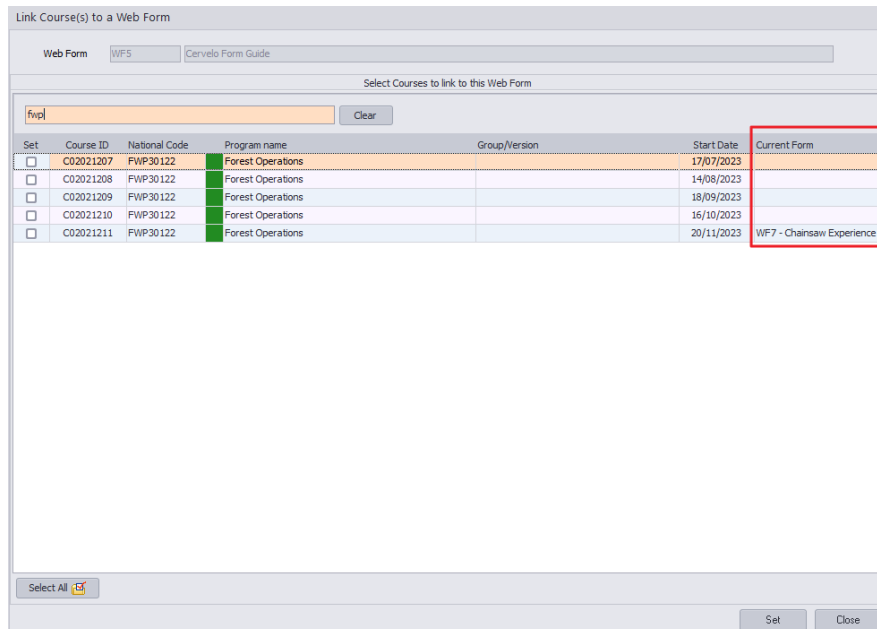 Link Course(s) to a Web Form
Web Form WF5 Cervelo Form Guide
Select Courses to link to this Web Form
fwp Clear
Set Course ID National Code Program name Group/Version Start Date Current Form
C02021207 FWP30122 Forest Operations 17/07/2023
C02021208 FWP30122 Forest Operations 14/08/2023
C02021209 FWP30122 Forest Operations 18/09/2023
C02021210 FWP30122 Forest Operations 16/10/2023
C02021211 FWP30122 Forest Operations 20/11/2023 WF7 - Chainsaw Experience
Select All
Set Close